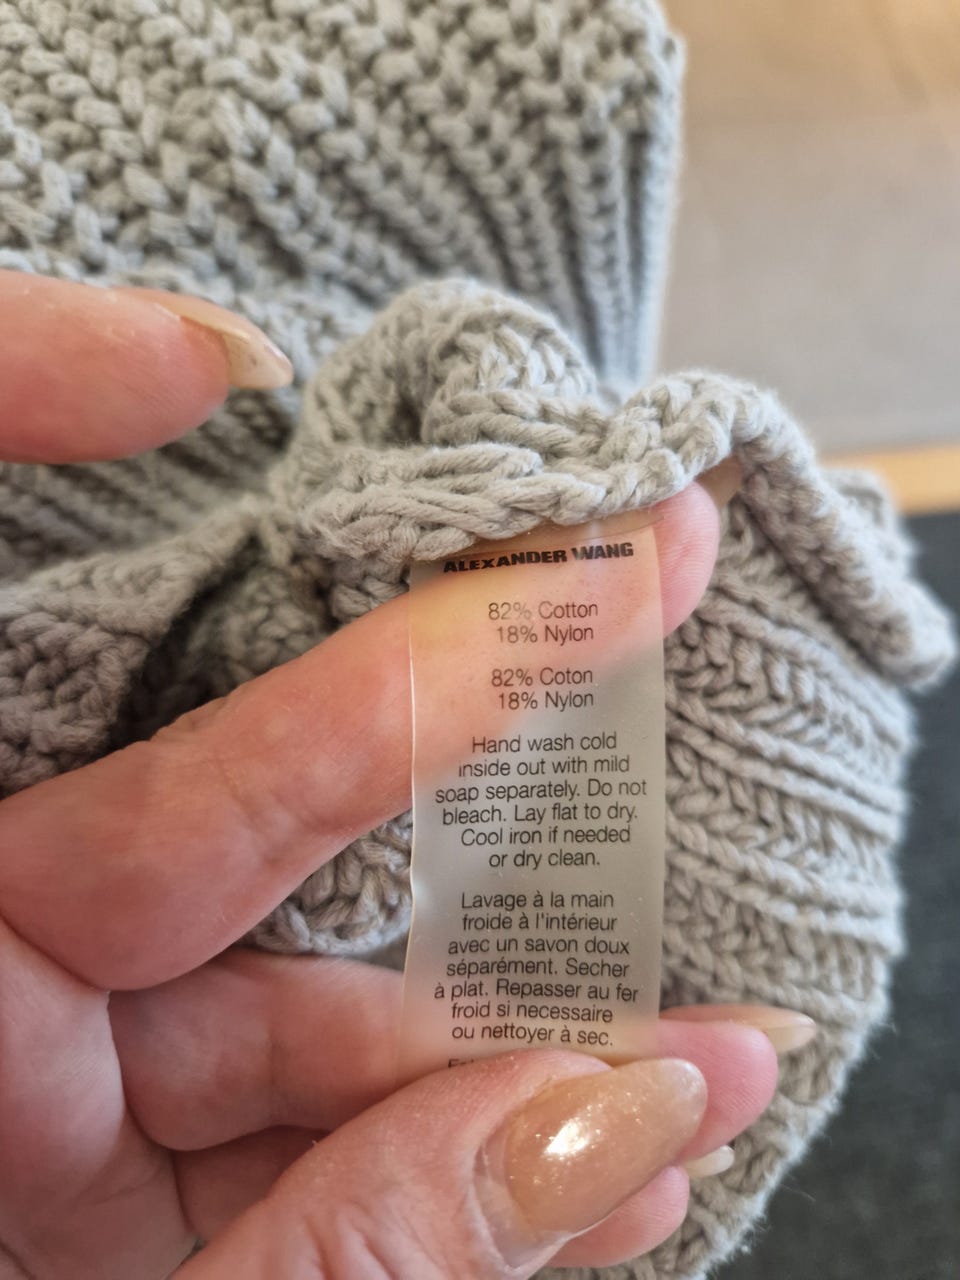 ALEXANDER WANG
82% Cotton
18% Nylon
82% Coton
18% Nylon
Hand wash cold
inside out with mild
soap separately. Do not
bleach. Lay flat to dry.
Cool iron if needed
or dry clean.
Lavage à la main
froide à l'intérieur
avec un savon doux
séparément. Secher
à plat. Repasser au fer
froid si necessaire
ou nettoyer à sec.